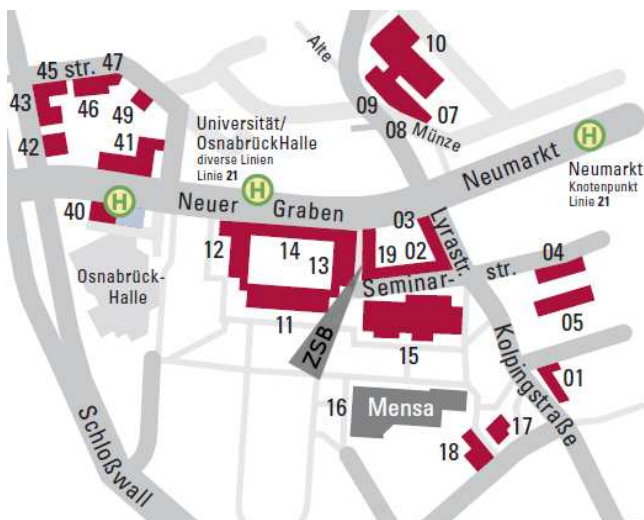 45 str. 47
43
46
49
42
41
40
Universität/
OsnabrückHalle
diverse Linien
Linie 21
H
H
H
Alte
Münze
10
09
08
07
Neumarkt
Neumarkt
Knotenpunkt
Linie 21
Neuer Graben
Osnabrück-
Halle
12
14
13
11
03
19
02
Lyrastr.
Seminar-
str.
04
05
ZSB
15
16
Mensa
Kolpingstraße
01
17
18
Schloßwall